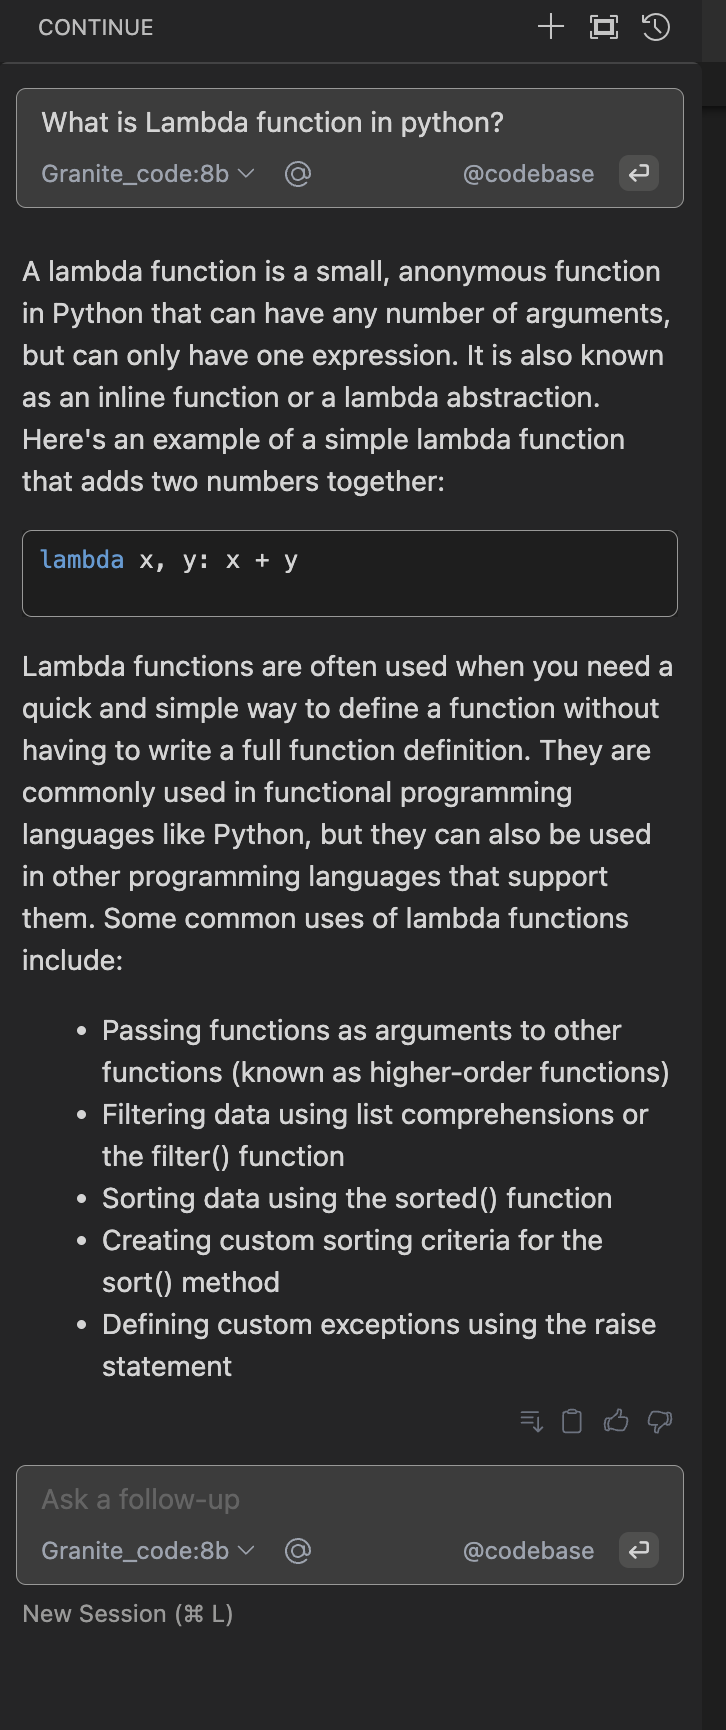 CONTINUE
What is Lambda function in python?
Granite_code:8b
@codebase
A lambda function is a small, anonymous function
in Python that can have any number of arguments,
but can only have one expression. It is also known
as an inline function or a lambda abstraction.
Here's an example of a simple lambda function
that adds two numbers together:
lambda x, y: x + y
Lambda functions are often used when you need a
quick and simple way to define a function without
having to write a full function definition. They are
commonly used in functional programming
languages like Python, but they can also be used
in other programming languages that support
them. Some common uses of lambda functions
include:
• Passing functions as arguments to other
functions (known as higher-order functions)
• Filtering data using list comprehensions or
the filter() function
• Sorting data using the sorted() function
• Creating custom sorting criteria for the
sort() method
• Defining custom exceptions using the raise
statement
Ask a follow-up
Granite_code:8b
@codebase
New Session (⌘ L)